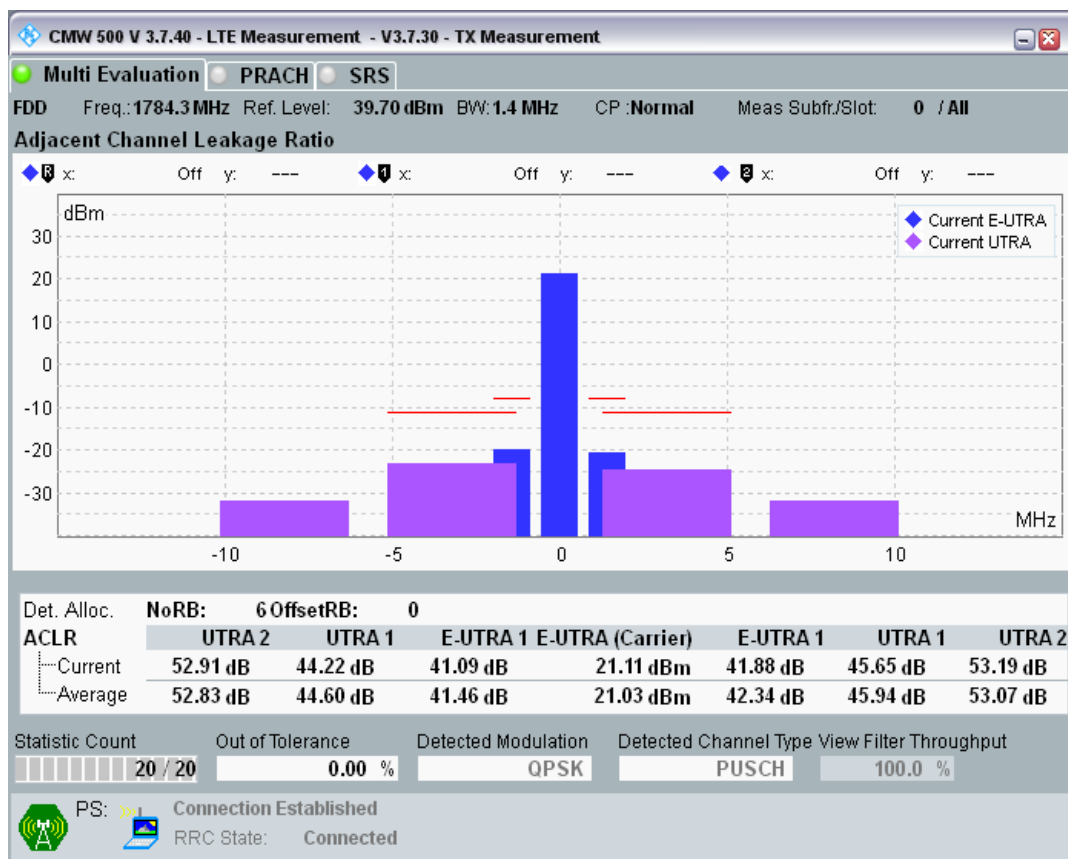 CMW 500 V 3.7.40 - LTE Measurement - V3.7.30 - TX Measurement
Multi Evaluation PRACH SRS
FDD Freq.: 1784.3 MHz Ref. Level: 39.70 dBm BW: 1.4 MHz CP :Normal Meas Subfr./Slot: 0 / All
Adjacent Channel Leakage Ratio
R x: Off y: --- 1 x: Off y: --- 2 x: Off y: ---
dBm
Current E-UTRA
Current UTRA
30
20
10
0
-10
-20
-30
MHz
-10 -5 0 5 10
Det. Alloc. NoRB: 6 OffsetRB: 0
ACLR UTRA 2 UTRA 1 E-UTRA 1 E-UTRA (Carrier) E-UTRA 1 UTRA 1 UTRA 2
Current 52.91 dB 44.22 dB 41.09 dB 21.11 dBm 41.88 dB 45.65 dB 53.19 dB
Average 52.83 dB 44.60 dB 41.46 dB 21.03 dBm 42.34 dB 45.94 dB 53.07 dB
Statistic Count Out of Tolerance Detected Modulation Detected Channel Type View Filter Throughput
20 / 20 0.00 % QPSK PUSCH 100.0 %
PS: Connection Established
RRC State: Connected